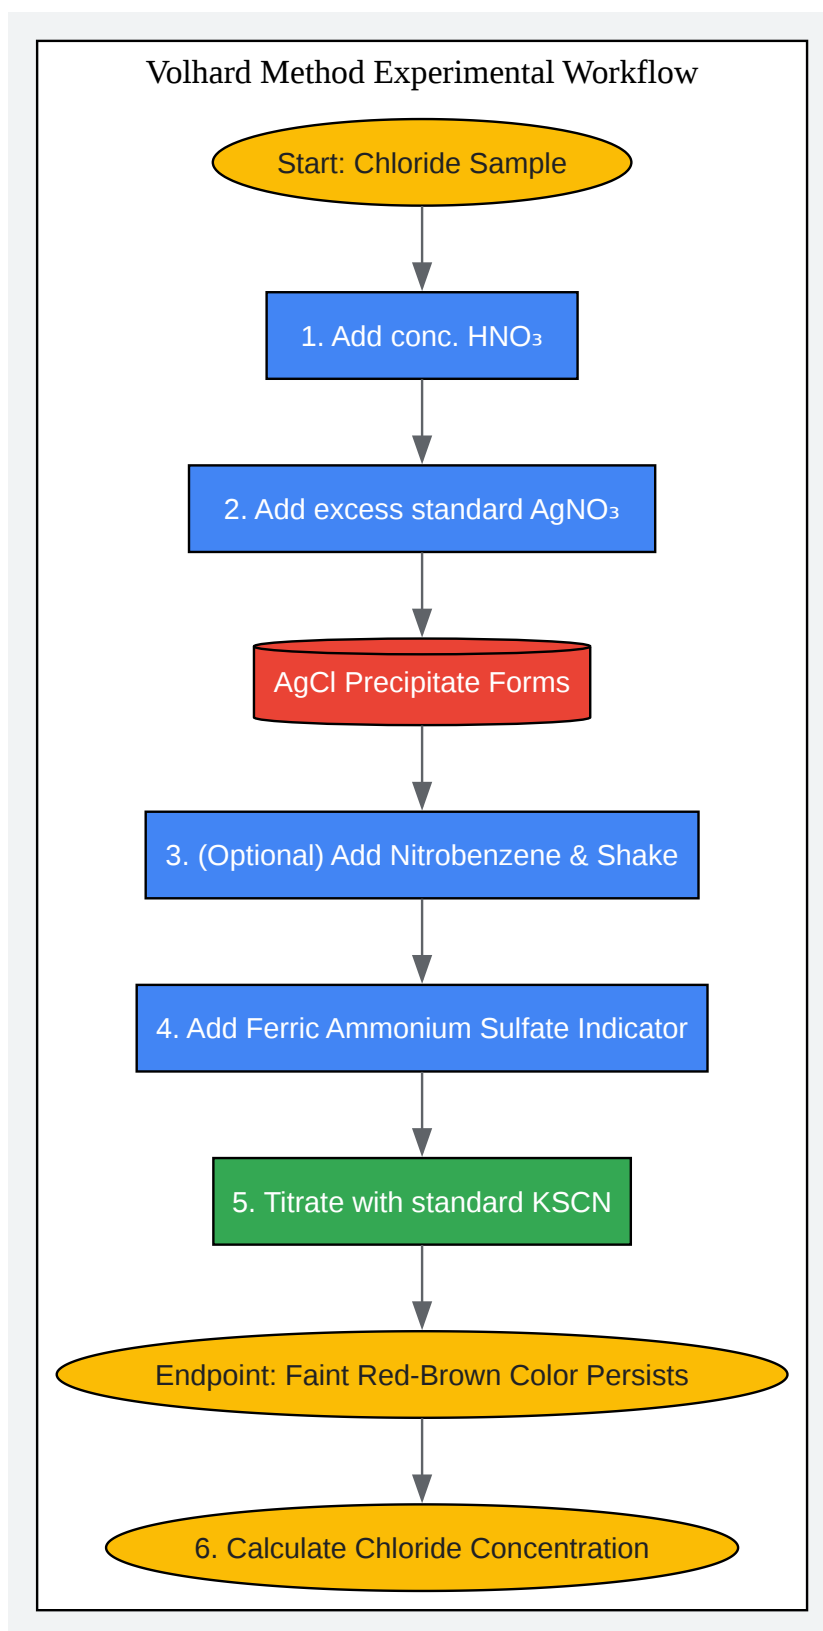 Volhard Method Experimental Workflow
Start: Chloride Sample
1. Add conc. HNO₃
2. Add excess standard AgNO₃
AgCl Precipitate Forms
3. (Optional) Add Nitrobenzene & Shake
4. Add Ferric Ammonium Sulfate Indicator
5. Titrate with standard KSCN
Endpoint: Faint Red-Brown Color Persists
6. Calculate Chloride Concentration